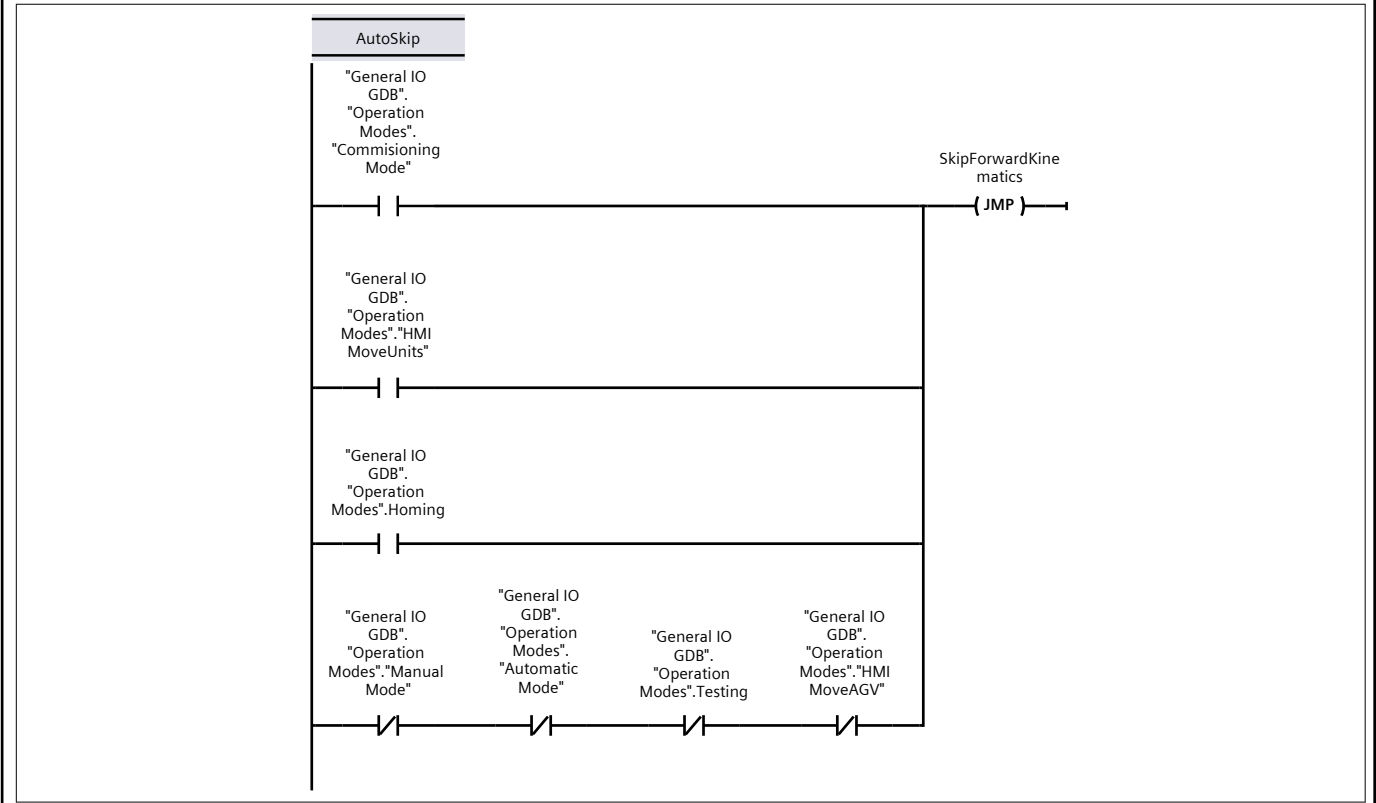 AutoSkip
"General IO
GDB".
"Operation
Modes".
"Commisioning
Mode"
SkipForwardKine
matics
JMP
"General IO
GDB".
"Operation
Modes"."HMI
MoveUnits"
"General IO
GDB".
"Operation
Modes".Homing
"General IO
GDB".
"Operation
Modes"."Manual
Mode"
"General IO
GDB".
"Operation
Modes".
"Automatic
Mode"
"General IO
GDB".
"Operation
Modes".Testing
"General IO
GDB".
"Operation
Modes"."HMI
MoveAGV"